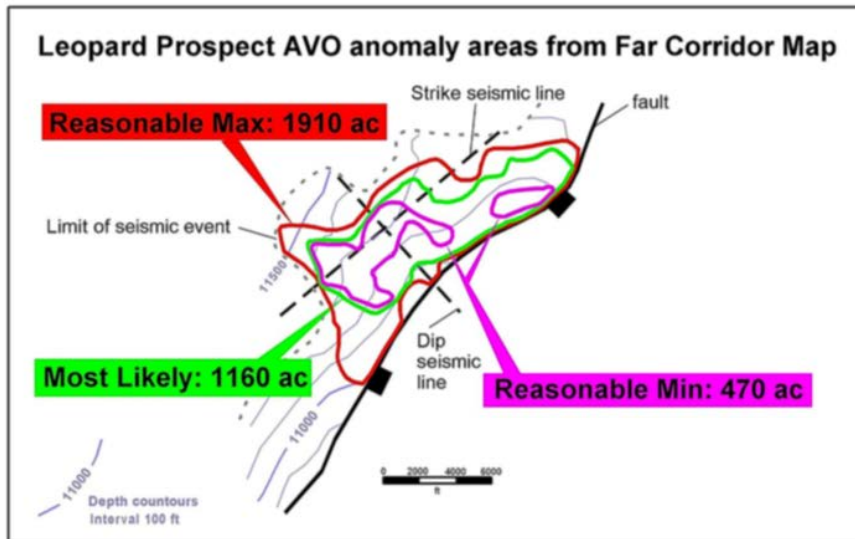 Leopard Prospect AVO anomaly areas from Far Corridor Map
Strike seismic line
fault
Reasonable Max: 1910 ac
Limit of seismic event
11500
Dip
seismic
line
Most Likely: 1160 ac
Reasonable Min: 470 ac
11000
11000
Depth countours
Interval 100 ft
0 2000 4000 6000
ft